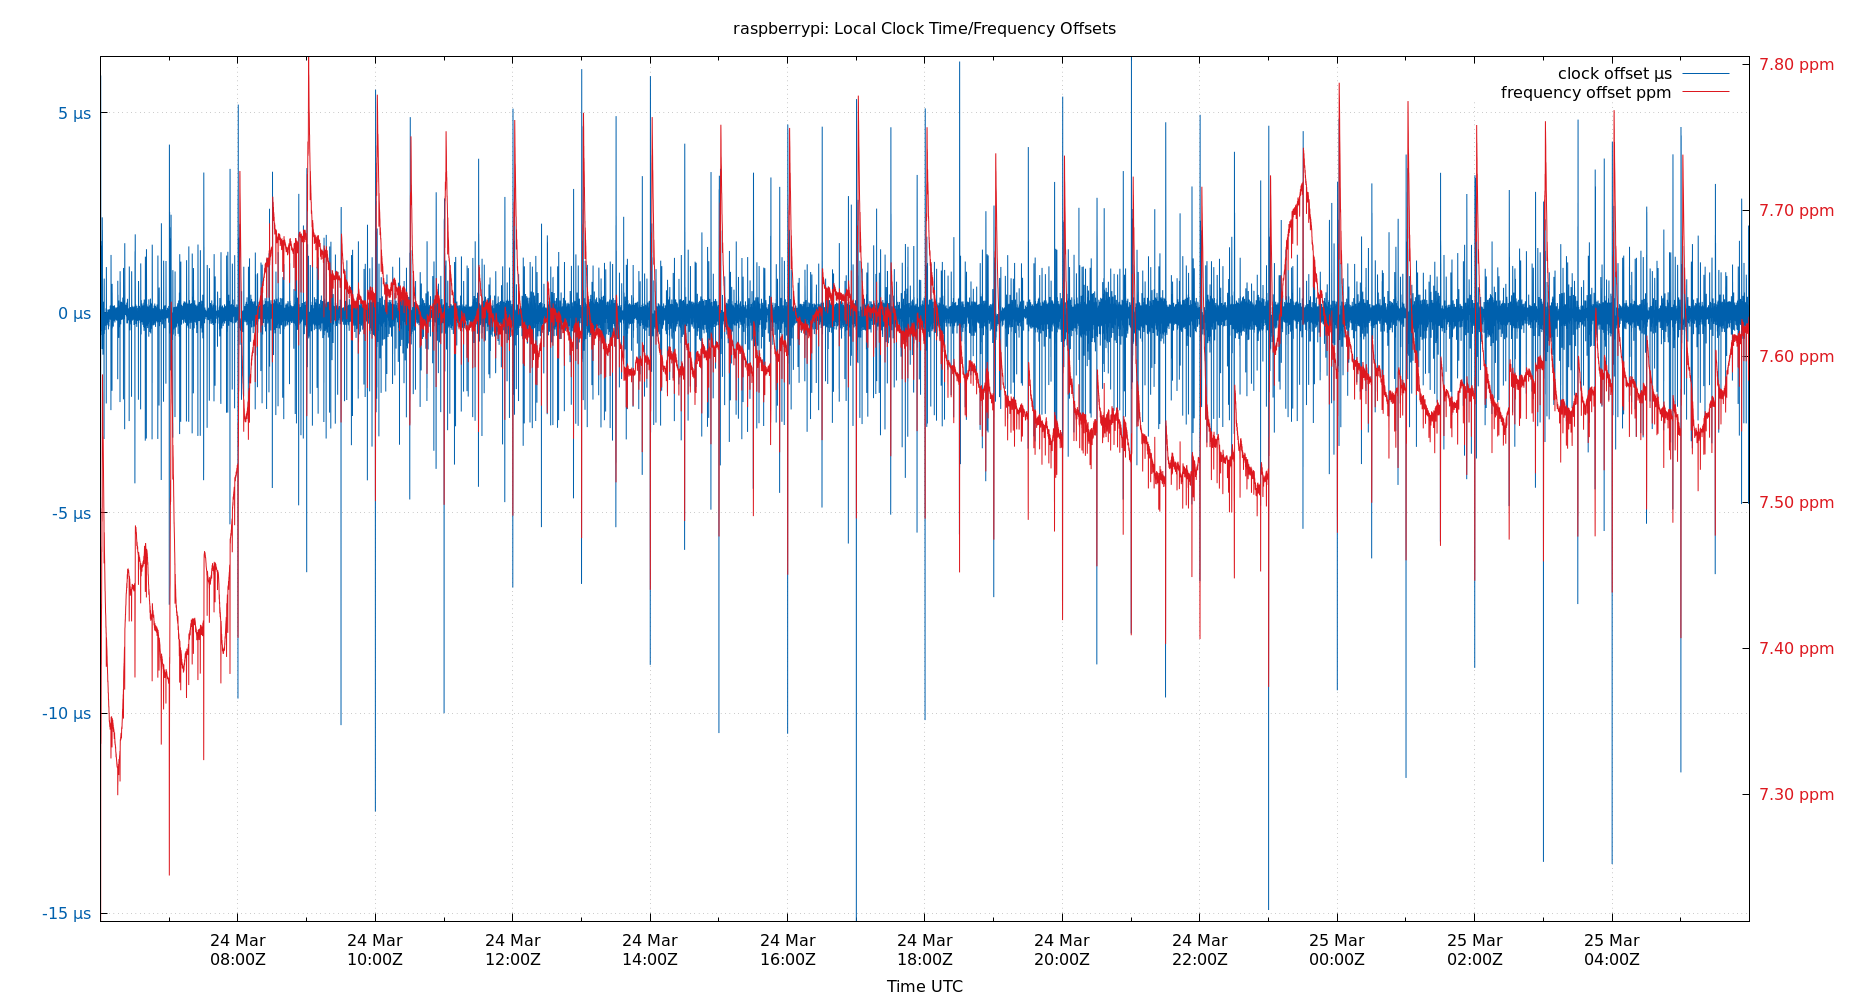 raspberrypi: Local Clock Time/Frequency Offsets
clock offset µs
frequency offset ppm
5 µs
0 µs
-5 µs
-10 µs
-15 µs
7.80 ppm
7.70 ppm
7.60 ppm
7.50 ppm
7.40 ppm
7.30 ppm
24 Mar
08:00Z
24 Mar
10:00Z
24 Mar
12:00Z
24 Mar
14:00Z
24 Mar
16:00Z
24 Mar
18:00Z
24 Mar
20:00Z
24 Mar
22:00Z
25 Mar
00:00Z
25 Mar
02:00Z
25 Mar
04:00Z
Time UTC